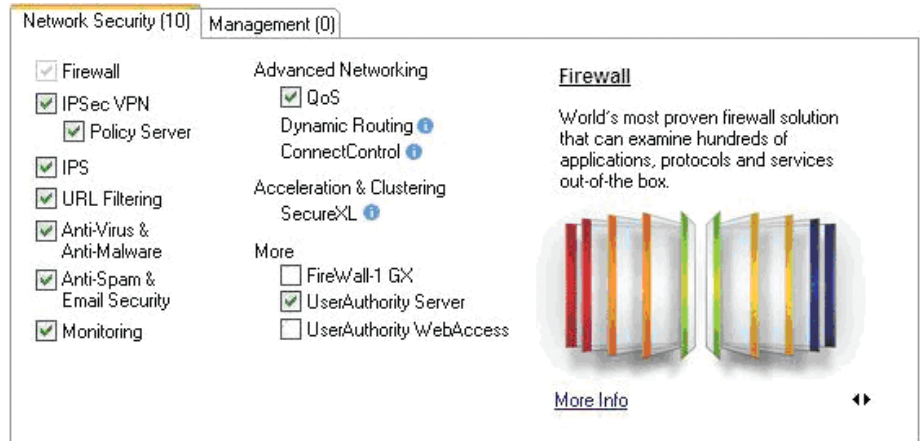 Network Security (10)
Management (0)
Firewall
IPSec VPN
Policy Server
IPS
URL Filtering
Anti-Virus &
Anti-Malware
Anti-Spam &
Email Security
Monitoring
Advanced Networking
QoS
Dynamic Routing
ConnectControl
Acceleration & Clustering
SecureXL
More
FireWall-1 GX
UserAuthority Server
UserAuthority WebAccess
Firewall
World's most proven firewall solution
that can examine hundreds of
applications, protocols and services
out-of-the box.
More Info